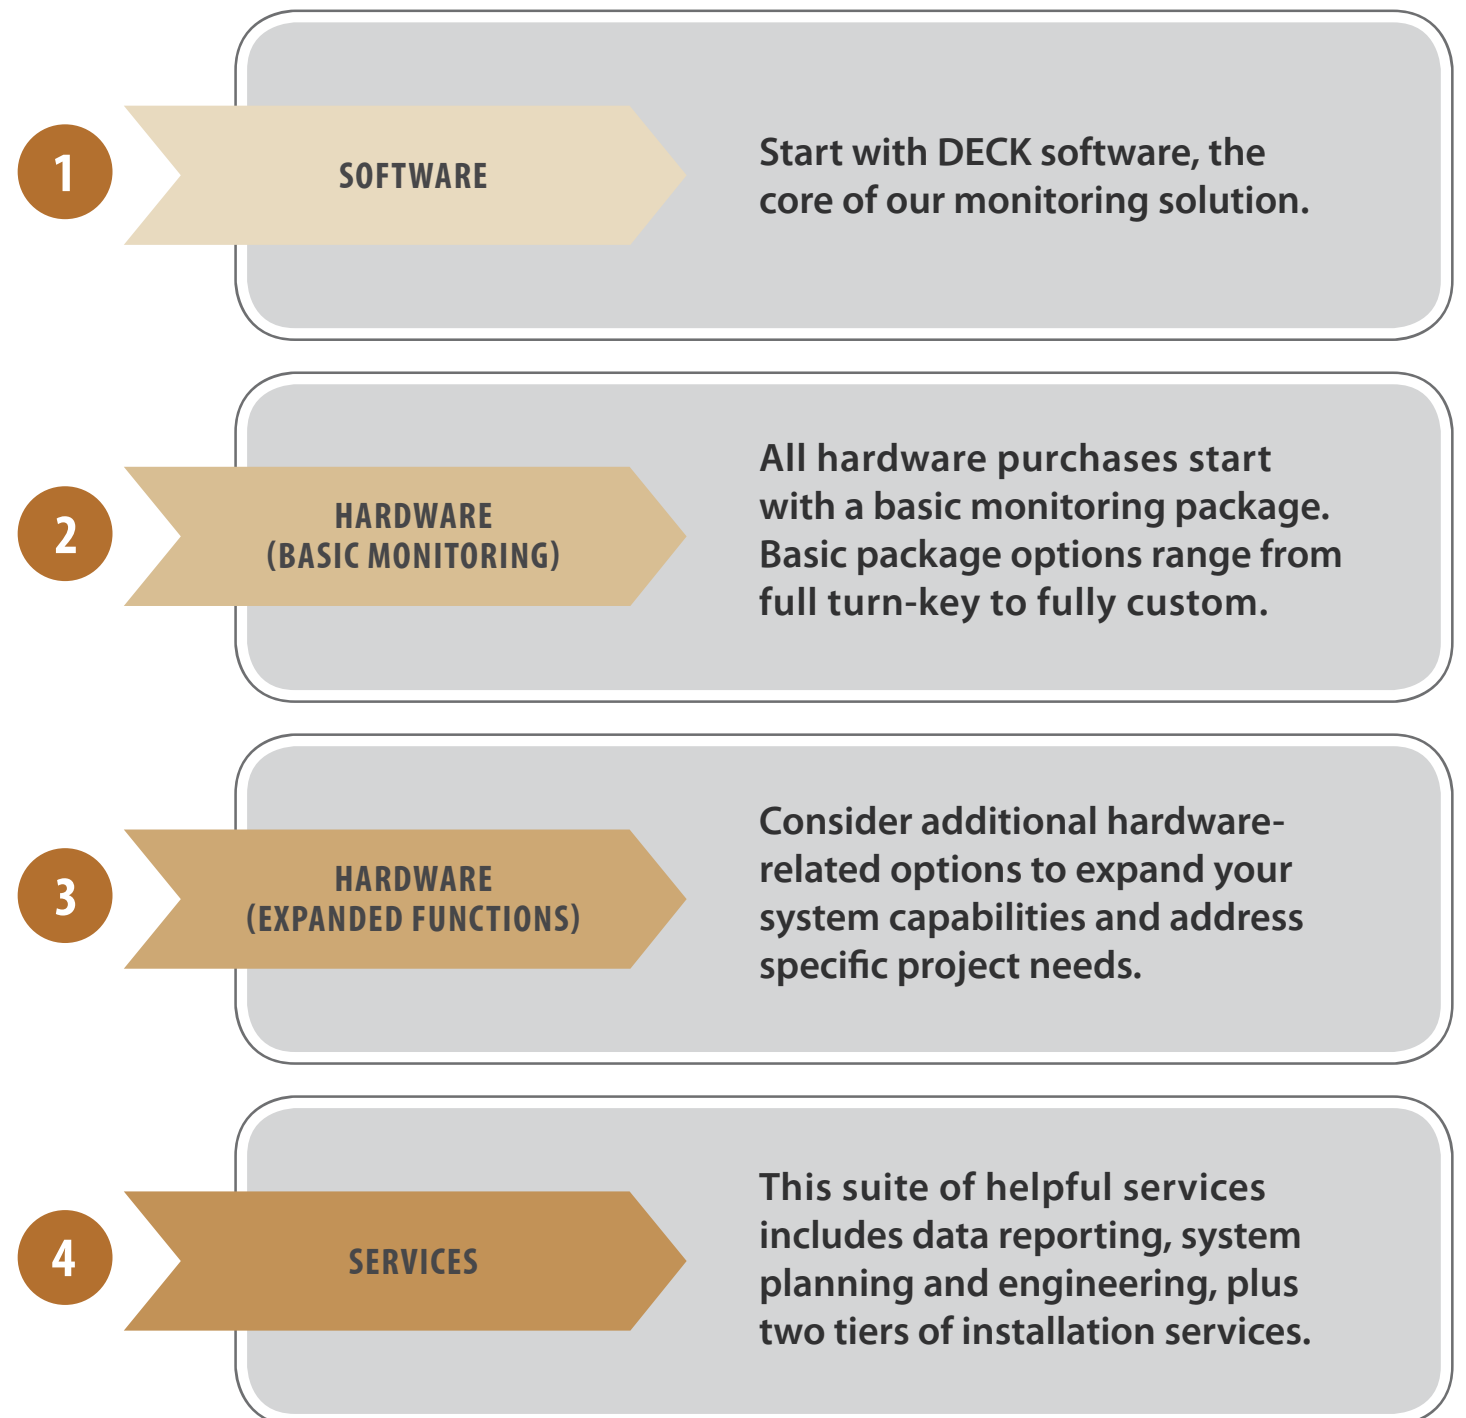 1
SOFTWARE
Start with DECK software, the
core of our monitoring solution.
2
HARDWARE
(BASIC MONITORING)
All hardware purchases start
with a basic monitoring package.
Basic package options range from
full turn-key to fully custom.
3
HARDWARE
(EXPANDED FUNCTIONS)
Consider additional hardware-
related options to expand your
system capabilities and address
specific project needs.
4
SERVICES
This suite of helpful services
includes data reporting, system
planning and engineering, plus
two tiers of installation services.